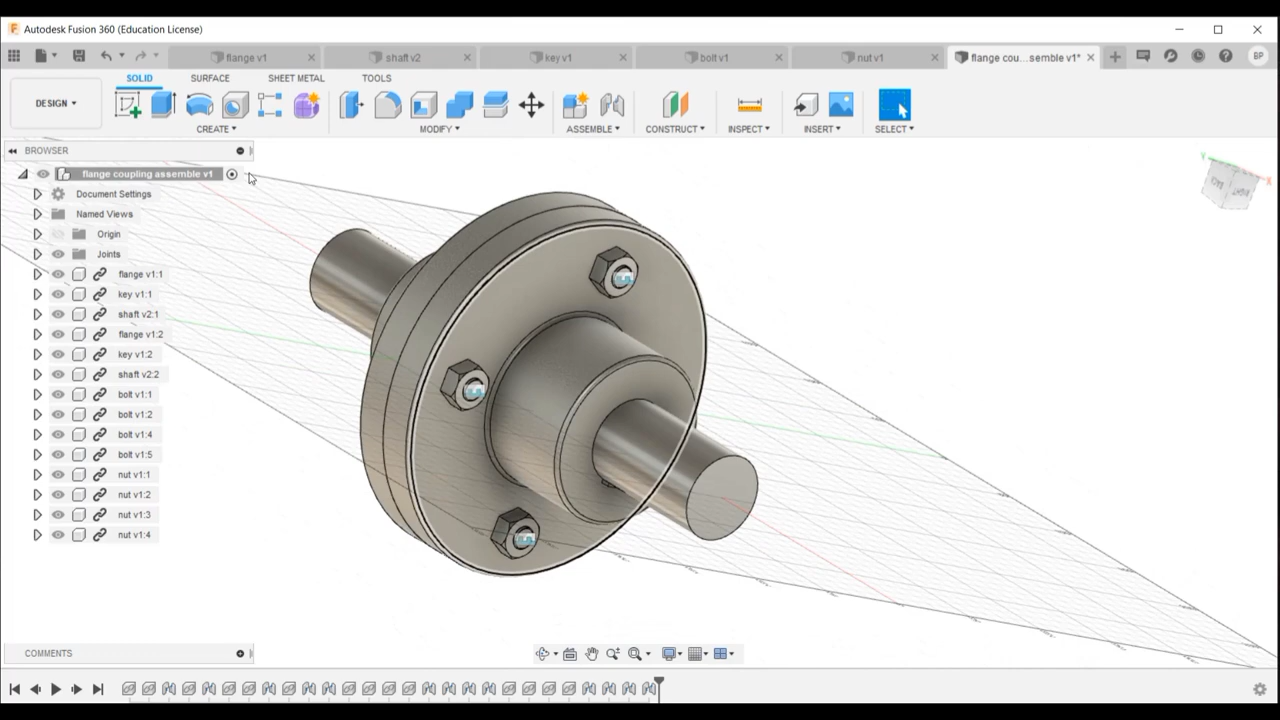 Autodesk Fusion 360 (Education License)
flange v1
shaft v2
key v1
bolt v1
nut v1
flange cou...semble v1*
BP
DESIGN
SOLID
SURFACE
SHEET METAL
TOOLS
CREATE
MODIFY
ASSEMBLE
CONSTRUCT
INSPECT
INSERT
SELECT
BROWSER
flange coupling assemble v1
Document Settings
Named Views
Origin
Joints
flange v1:1
key v1:1
shaft v2:1
flange v1:2
key v1:2
shaft v2:2
bolt v1:1
bolt v1:2
bolt v1:4
bolt v1:5
nut v1:1
nut v1:2
nut v1:3
nut v1:4
COMMENTS